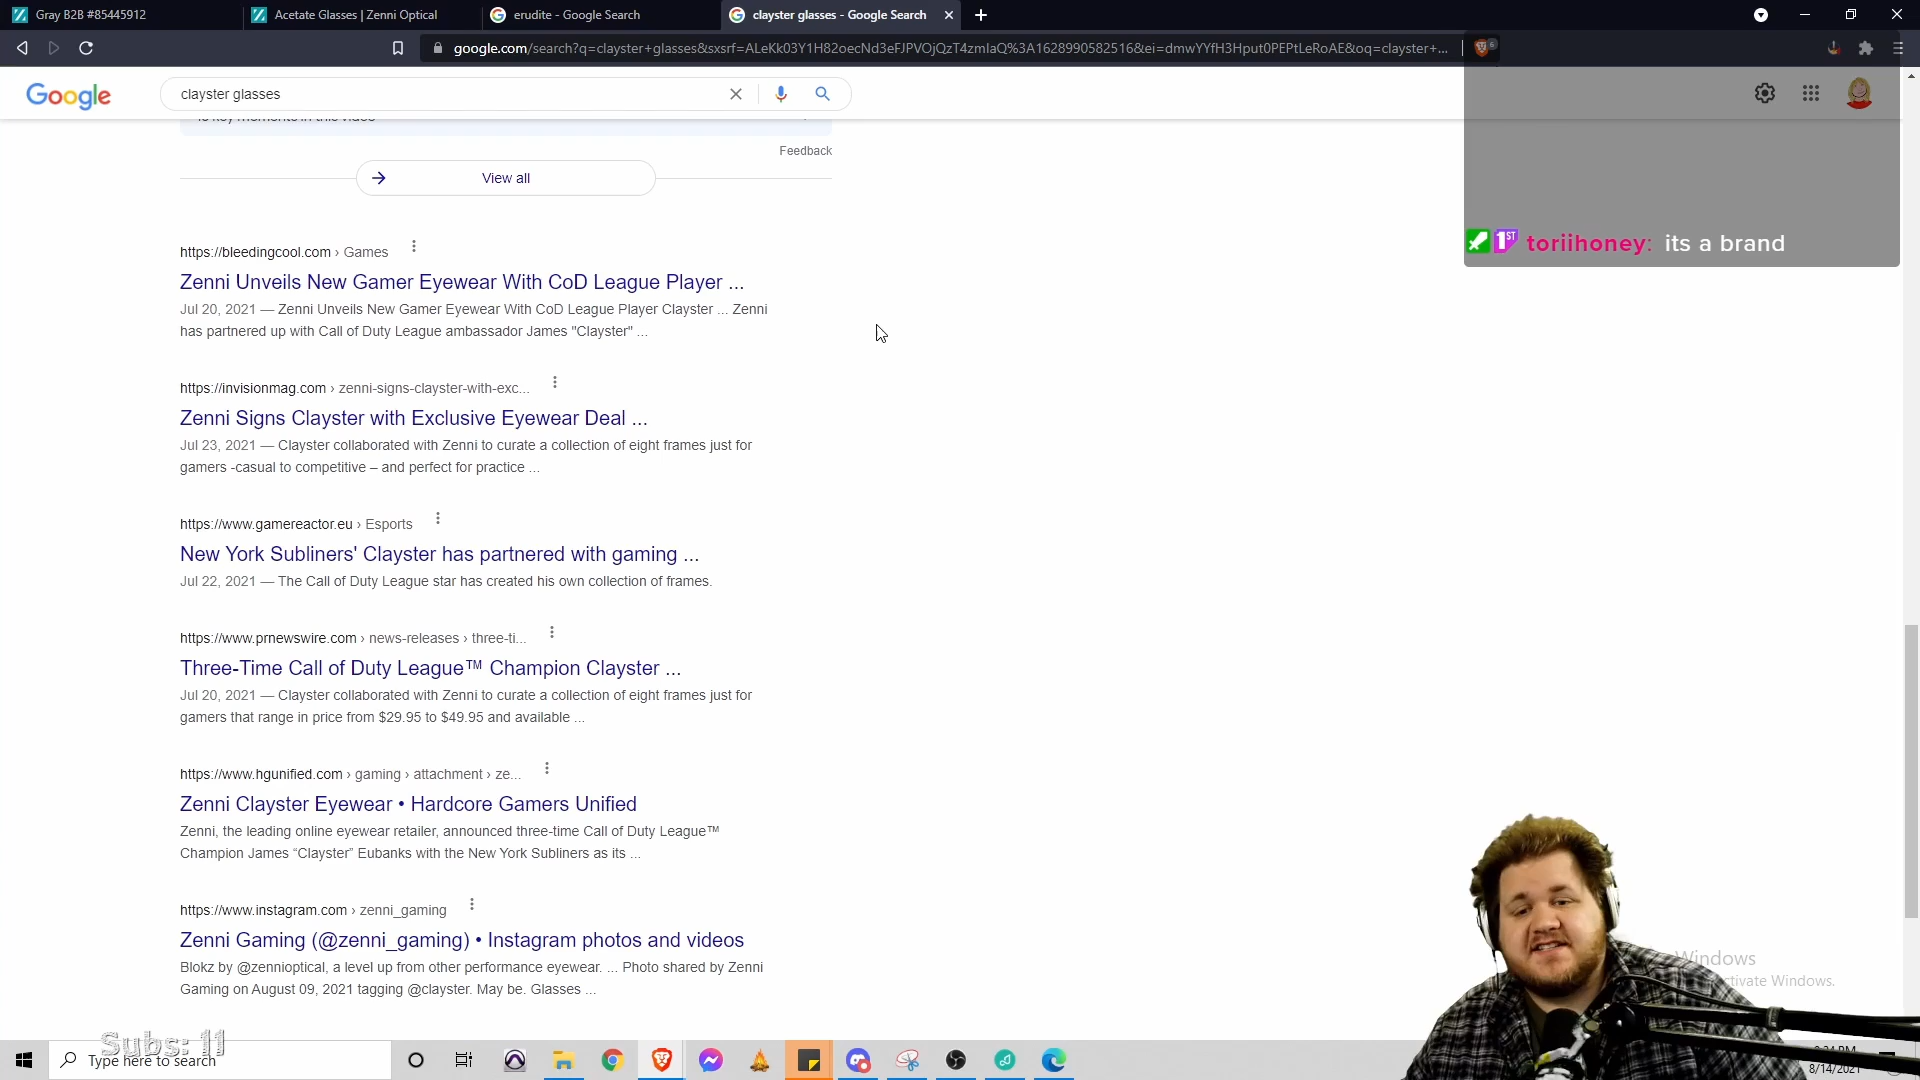 Gray B2B #85445912
Acetate Glasses | Zenni Optical
erudite - Google Search
clayster glasses - Google Search
google.com/search?q=clayster+glasses&sxsrf=ALeKk03Y1H82oecNd3eFJPVOjQzT4zmIaQ%3A1628990582516&ei=dmwYYfH3Hput0PEPtLeRoAE&oq=clayster+...
6
Google
clayster glasses
10 key moments in this video
Feedback
View all
toriihoney: its a brand
https://bleedingcool.com › Games
Zenni Unveils New Gamer Eyewear With CoD League Player ...
Jul 20, 2021 — Zenni Unveils New Gamer Eyewear With CoD League Player Clayster ... Zenni
has partnered up with Call of Duty League ambassador James "Clayster" ...
https://invisionmag.com › zenni-signs-clayster-with-exc...
Zenni Signs Clayster with Exclusive Eyewear Deal ...
Jul 23, 2021 — Clayster collaborated with Zenni to curate a collection of eight frames just for
gamers -casual to competitive – and perfect for practice ...
https://www.gamereactor.eu › Esports
New York Subliners' Clayster has partnered with gaming ...
Jul 22, 2021 — The Call of Duty League star has created his own collection of frames.
https://www.prnewswire.com › news-releases › three-ti...
Three-Time Call of Duty League™ Champion Clayster ...
Jul 20, 2021 — Clayster collaborated with Zenni to curate a collection of eight frames just for
gamers that range in price from $29.95 to $49.95 and available ...
https://www.hgunified.com › gaming › attachment › ze...
Zenni Clayster Eyewear • Hardcore Gamers Unified
Zenni, the leading online eyewear retailer, announced three-time Call of Duty League™
Champion James “Clayster” Eubanks with the New York Subliners as its ...
https://www.instagram.com › zenni_gaming
Zenni Gaming (@zenni_gaming) • Instagram photos and videos
Blokz by @zennioptical, a level up from other performance eyewear. ... Photo shared by Zenni
Gaming on August 09, 2021 tagging @clayster. May be. Glasses ...
Windows
Windows.
Subs: 11
Type here to search
8/14/2021